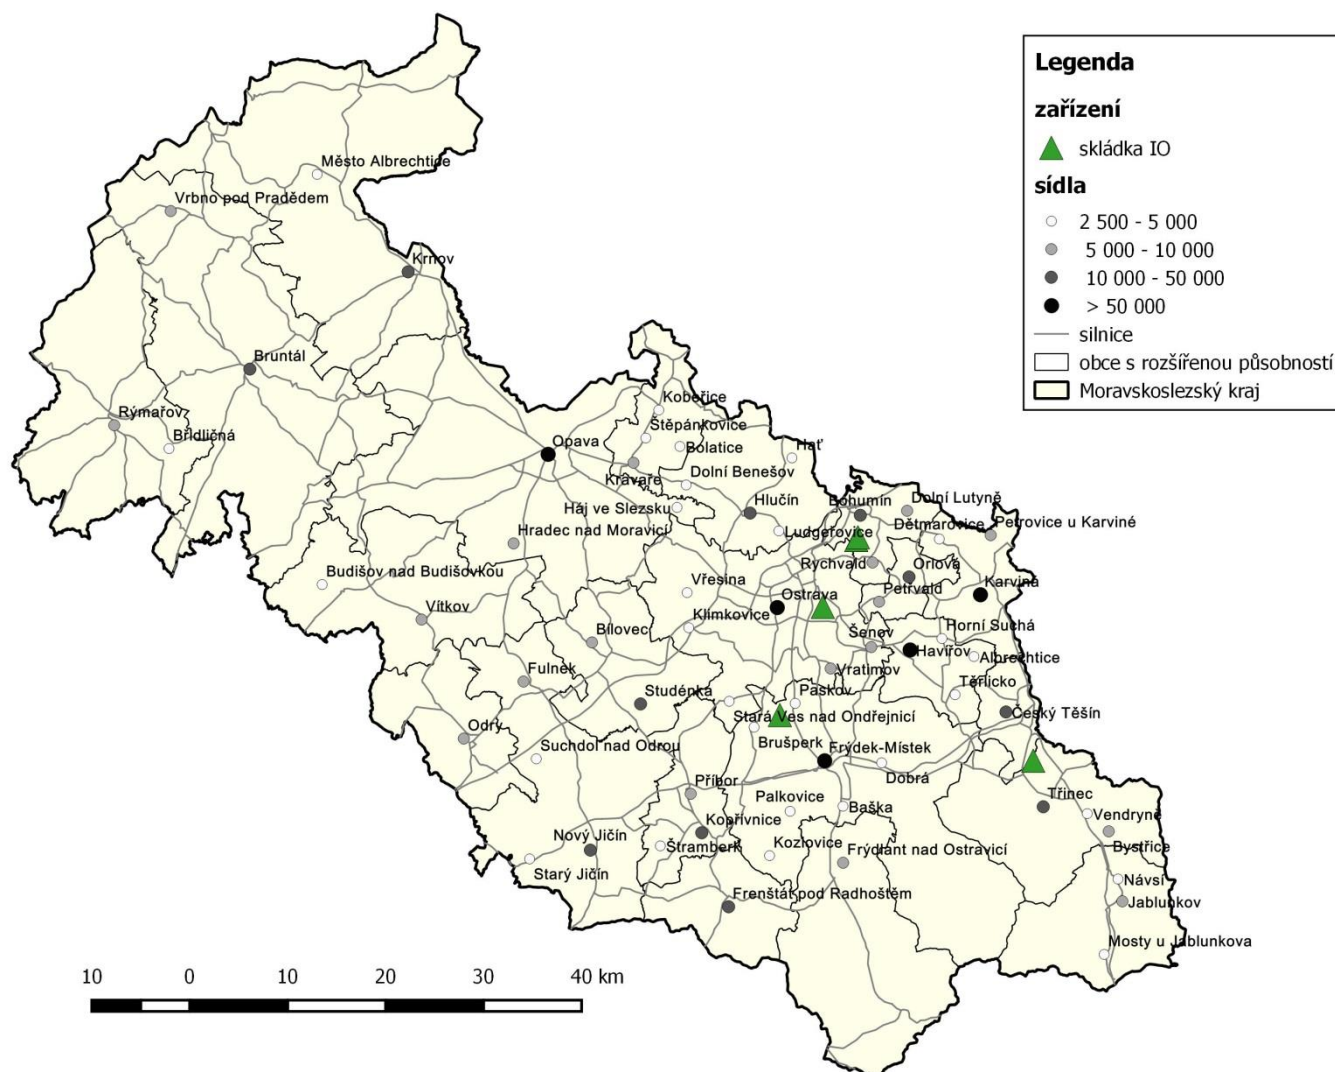 Legenda
zařízení
skládka IO
sídla
2 500 - 5 000
5 000 - 10 000
10 000 - 50 000
> 50 000
silnice
obce s rozšířenou působností
Moravskoslezský kraj
Město Albrechtice
Vrbno pod Pradědem
Krnov
Bruntál
Rýmařov
Břidličná
Kobeřice
Štěpánkovice
Opava
Bolatice
Hať
Kravaře
Dolní Benešov
Háj ve Slezsku
Hlučín
Bohumín
Dolní Lutyně
Hradec nad Moravicí
Ludgeřovice
Dětmarovice
Petrovice u Karviné
Rychvald
Orlová
Budišov nad Budišovkou
Vřesina
Ostrava
Petřvald
Karviná
Vítkov
Klimkovice
Bílovec
Šenov
Horní Suchá
Havířov
Albrechtice
Fulnek
Vratimov
Těrlicko
Studénka
Paskov
Český Těšín
Odry
Stará Ves nad Ondřejnicí
Suchdol nad Odrou
Brušperk
Frýdek-Místek
Dobrá
Příbor
Palkovice
Baška
Třinec
Vendryně
Kopřivnice
Nový Jičín
Štramberk
Kozlovice
Frýdlant nad Ostravicí
Bystřice
Starý Jičín
Návsí
Frenštát pod Radhoštěm
Jablunkov
Mosty u Jablunkova
10 0 10 20 30 40 km